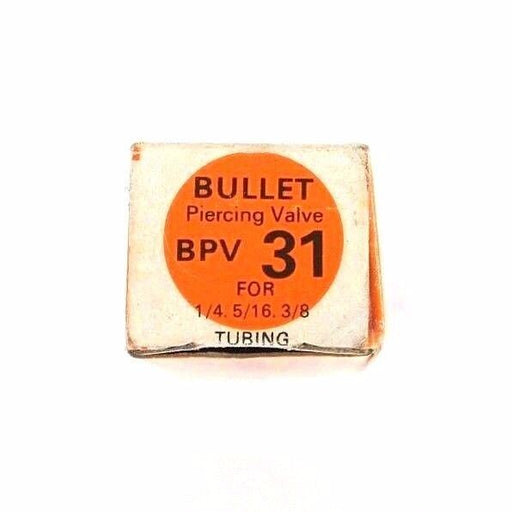 BULLET
Piercing Valve
BPV 31
FOR
1/4. 5/16. 3/8
TUBING